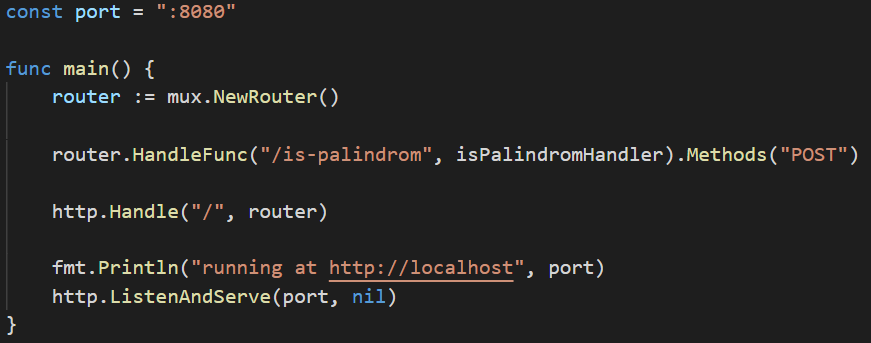 const port = ":8080"
func main() {
router := mux.NewRouter()
router.HandleFunc("/is-palindrom", isPalindromHandler).Methods("POST")
http.Handle("/", router)
fmt.Println("running at http://localhost", port)
http.ListenAndServe(port, nil)
}